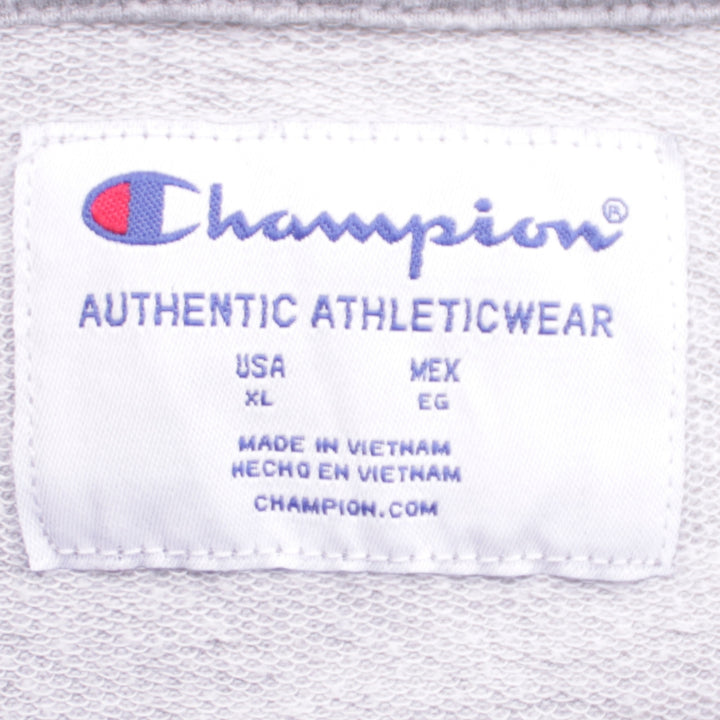 Champion®
AUTHENTIC ATHLETICWEAR
USA MEX
XL EG
MADE IN VIETNAM
HECHO EN VIETNAM
CHAMPION.COM